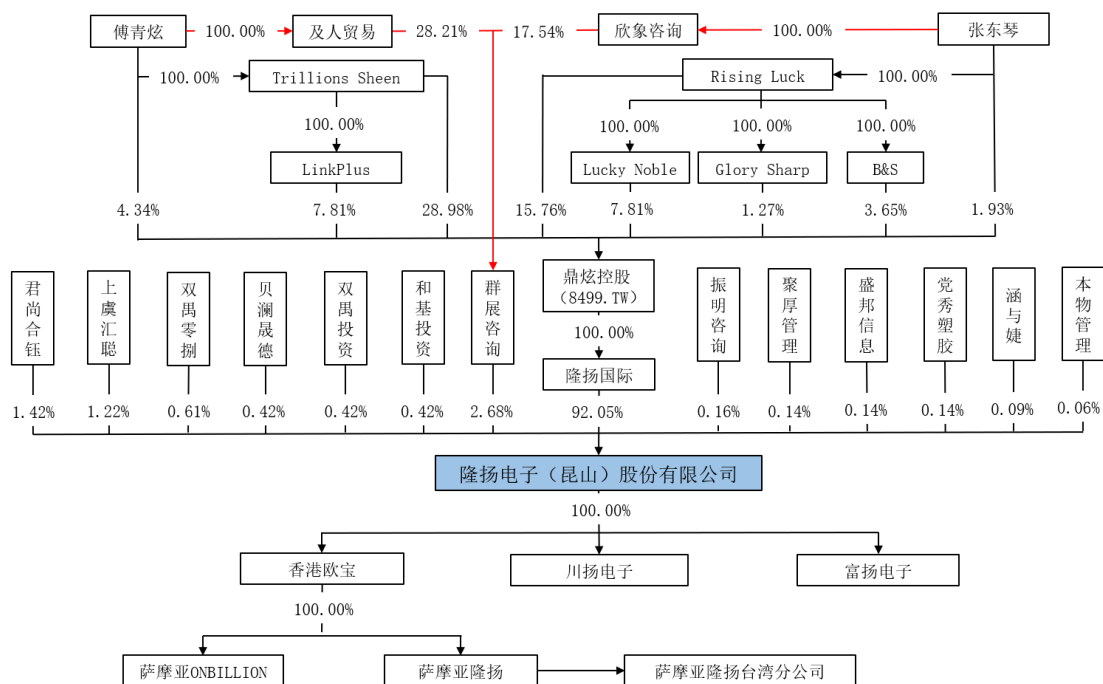 傅青炫
100.00%
及人贸易
28.21%
17.54%
欣象咨询
100.00%
张东琴
100.00%
Trillions Sheen
Rising Luck
100.00%
100.00%
100.00%
100.00%
100.00%
LinkPlus
Lucky Noble
Glory Sharp
B&S
4.34%
7.81%
28.98%
15.76%
7.81%
1.27%
3.65%
1.93%
君尚合钰
上虞汇聪
双禺零捌
贝澜晟德
双禺投资
和基投资
群展咨询
鼎炫控股
（8499.TW）
100.00%
隆扬国际
振明咨询
聚厚管理
盛邦信息
党秀塑胶
涵与婕
本物管理
1.42%
1.22%
0.61%
0.42%
0.42%
0.42%
2.68%
92.05%
0.16%
0.14%
0.14%
0.14%
0.09%
0.06%
隆扬电子（昆山）股份有限公司
100.00%
香港欧宝
川扬电子
富扬电子
100.00%
萨摩亚ONBILLION
萨摩亚隆扬
萨摩亚隆扬台湾分公司